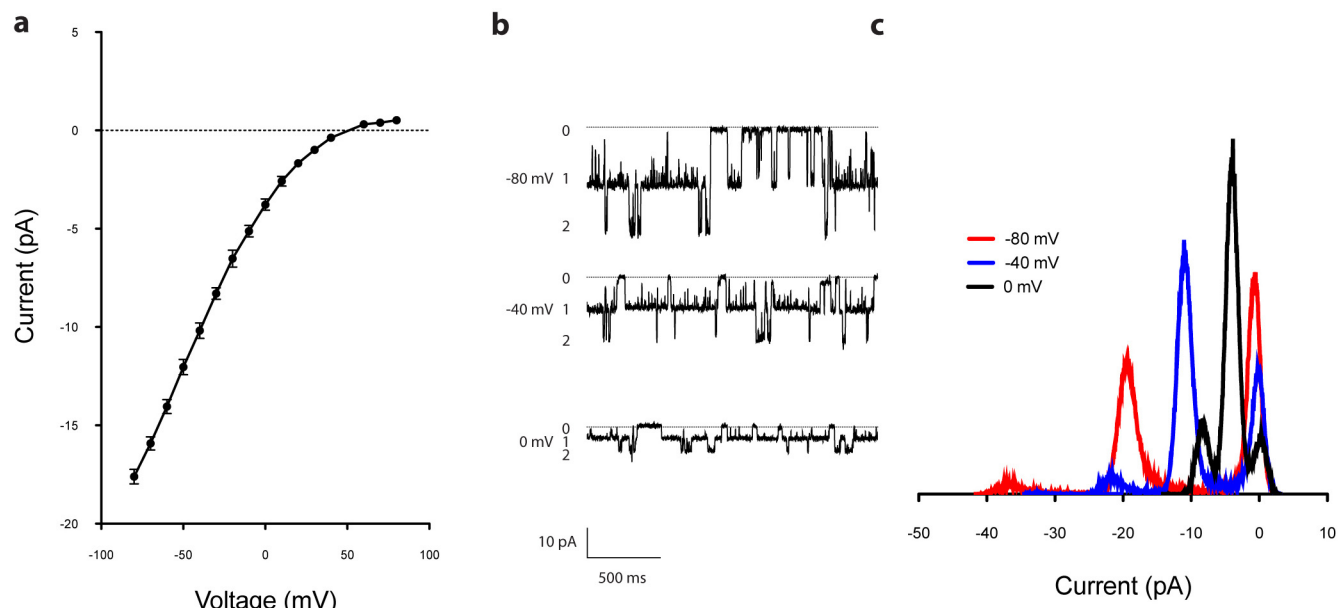 a
5
0
-5
-10
-15
-20
-100
-50
0
50
100
Current (pA)
Voltage (mV)
b
0
-80 mV 1
2
0
-40 mV 1
2
0
0 mV 1
2
10 pA
500 ms
c
-80 mV
-40 mV
0 mV
-50
-40
-30
-20
-10
0
10
Current (pA)